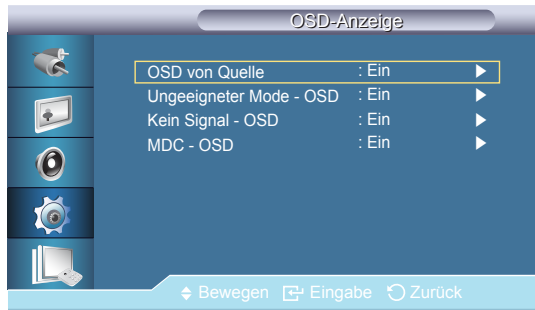 OSD-Anzeige
OSD von Quelle : Ein
Ungeeigneter Mode - OSD : Ein
Kein Signal - OSD : Ein
MDC - OSD : Ein
Bewegen Eingabe Zurück